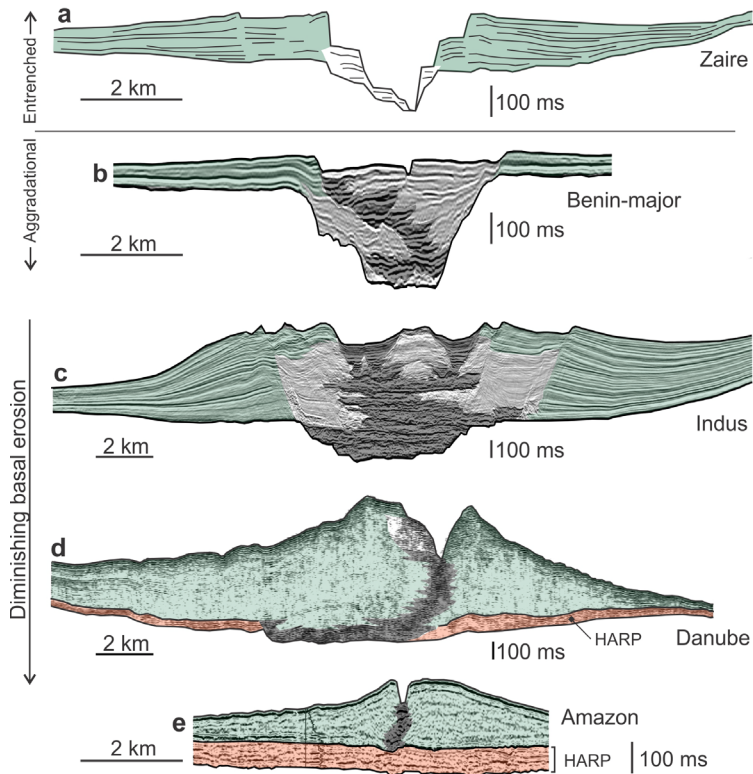 a
Entrenched
Zaire
2 km
100 ms
Aggradational
b
Benin-major
2 km
100 ms
Diminishing basal erosion
c
Indus
2 km
100 ms
d
HARP
Danube
2 km
100 ms
e
Amazon
2 km
HARP
100 ms